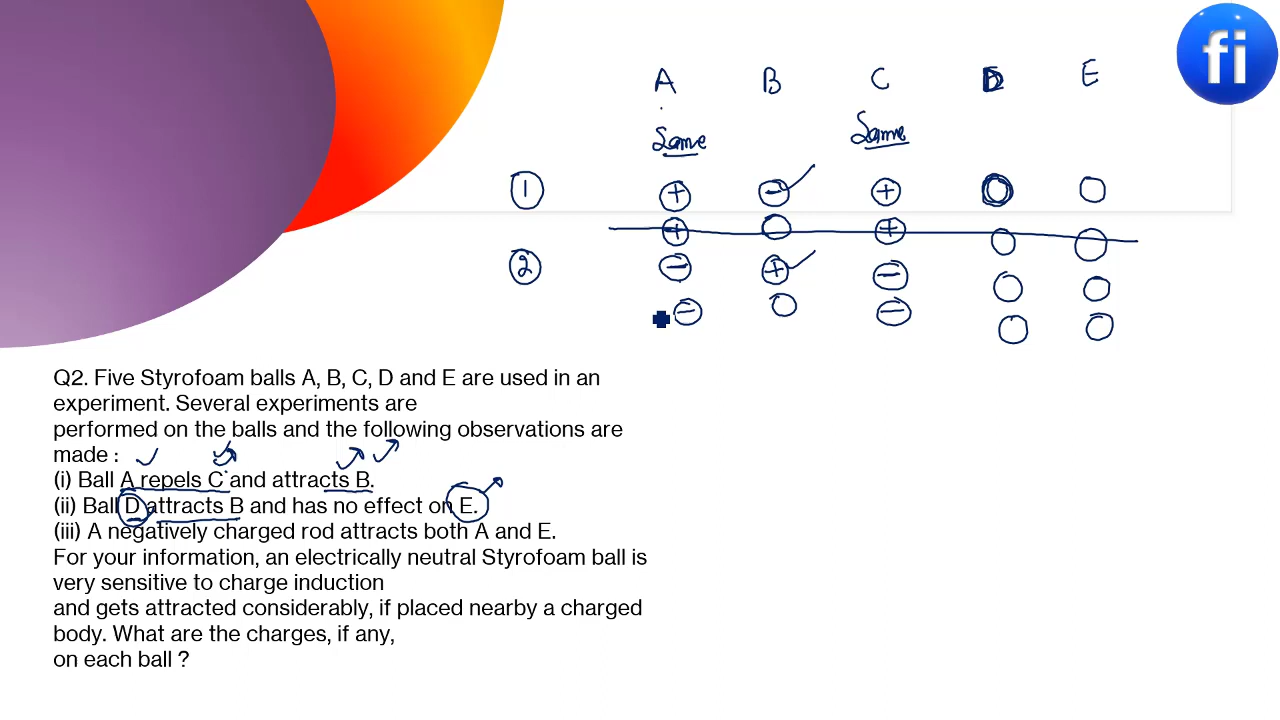 fi
A B C D E
Same Same
1 + - + 
+ +
2 - + -
- -
Q2. Five Styrofoam balls A, B, C, D and E are used in an
experiment. Several experiments are
performed on the balls and the following observations are
made :
(i) Ball A repels C and attracts B.
(ii) Ball D attracts B and has no effect on E.
(iii) A negatively charged rod attracts both A and E.
For your information, an electrically neutral Styrofoam ball is
very sensitive to charge induction
and gets attracted considerably, if placed nearby a charged
body. What are the charges, if any,
on each ball ?